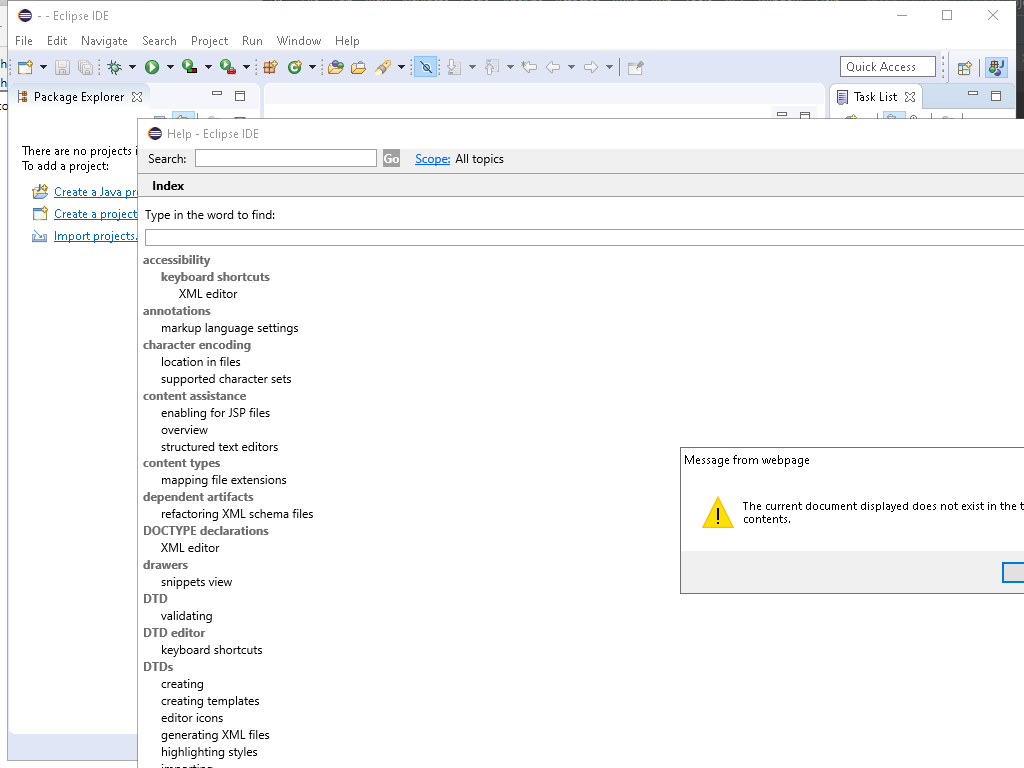 - - Eclipse IDE
File Edit Navigate Search Project Run Window Help
Quick Access
Package Explorer
Task List
There are no projects
To add a project:
Create a Java
Create a project
Import projects.
Help - Eclipse IDE
Search:
Go
Scope: All topics
Index
Type in the word to find:
accessibility
keyboard shortcuts
XML editor
annotations
markup language settings
character encoding
location in files
supported character sets
content assistance
enabling for JSP files
overview
structured text editors
content types
mapping file extensions
dependent artifacts
refactoring XML schema files
DOCTYPE declarations
XML editor
drawers
snippets view
DTD
validating
DTD editor
keyboard shortcuts
DTDs
creating
creating templates
editor icons
generating XML files
highlighting styles
Message from webpage
The current document displayed does not exist in the
contents.